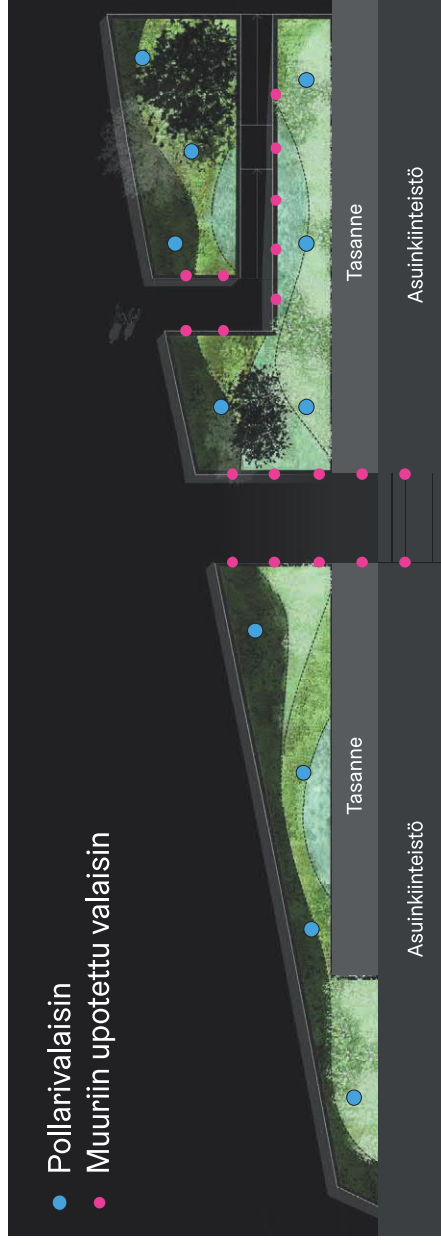 Pollarivalaisin
Muuriin upotettu valaisin
Tasanne
Tasanne
Asuinkiinteistö
Asuinkiinteistö